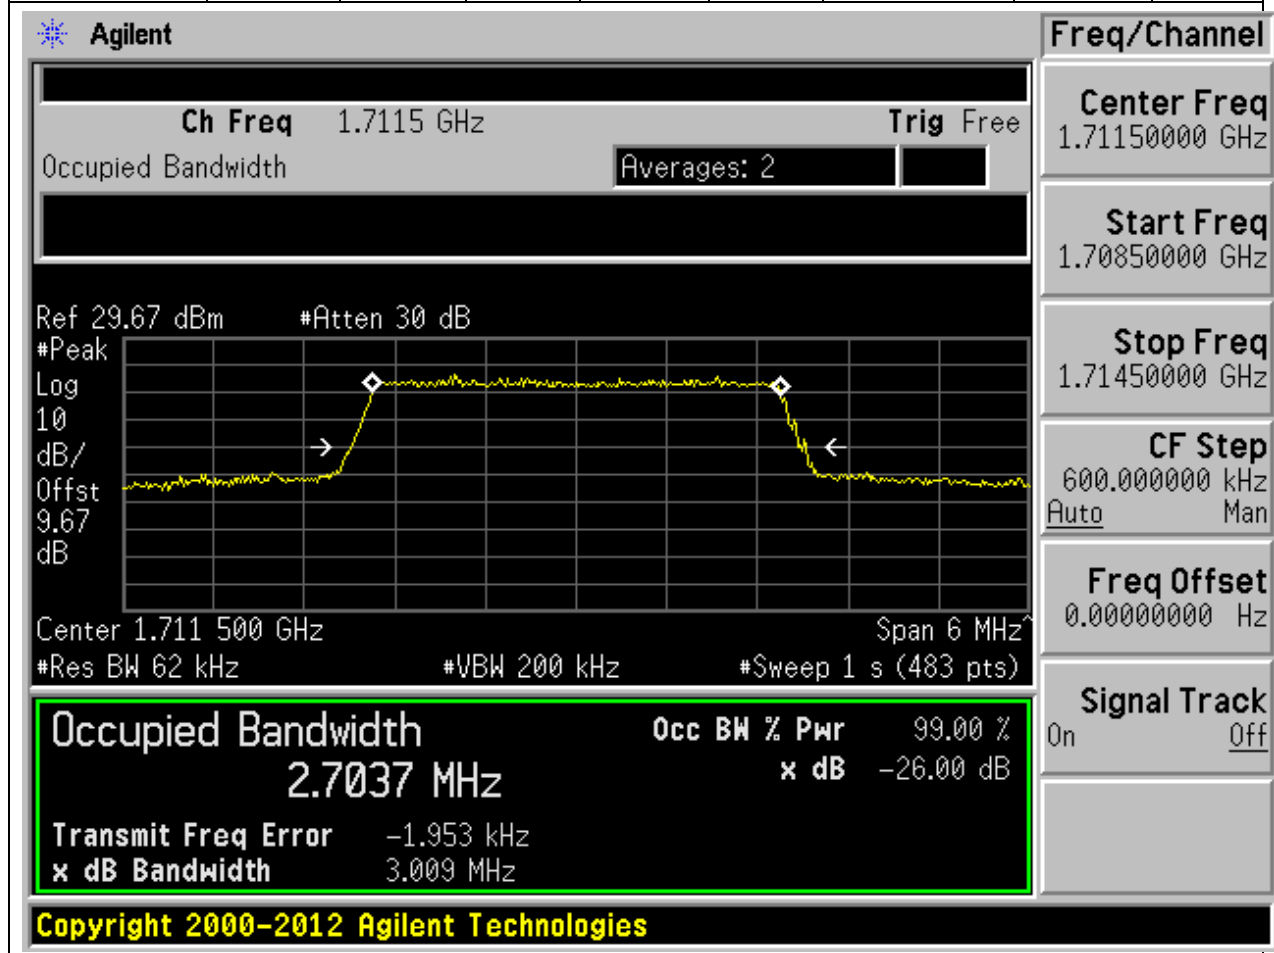 Agilent
Freq/Channel
Ch Freq 1.7115 GHz Trig Free
Occupied Bandwidth Averages: 2
Center Freq
1.71150000 GHz
Start Freq
1.70850000 GHz
Stop Freq
1.71450000 GHz
CF Step
600.000000 kHz
Auto Man
Freq Offset
0.00000000 Hz
Signal Track
On Off
Ref 29.67 dBm #Atten 30 dB
#Peak
Log
10
dB/
Offst
9.67
dB
Center 1.711 500 GHz Span 6 MHz^
#Res BW 62 kHz #VBW 200 kHz #Sweep 1 s (483 pts)
Occupied Bandwidth Occ BW % Pwr 99.00 %
2.7037 MHz x dB -26.00 dB
Transmit Freq Error -1.953 kHz
x dB Bandwidth 3.009 MHz
Copyright 2000-2012 Agilent Technologies